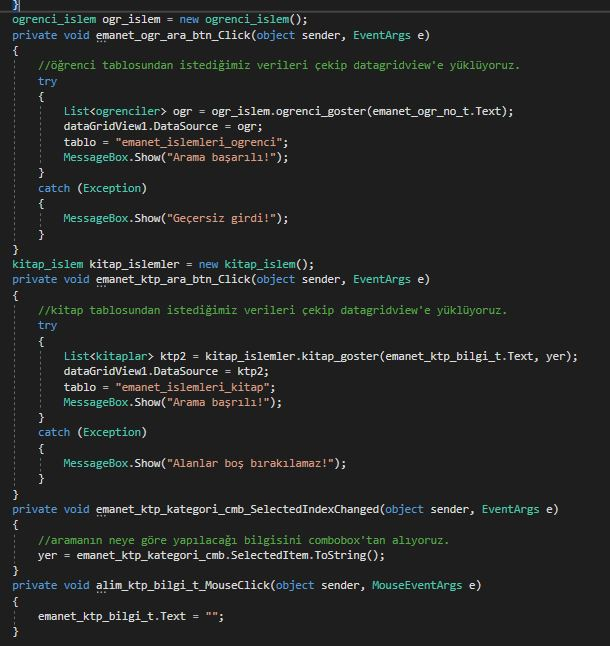 }
ogrenci_islem ogr_islem = new ogrenci_islem();
private void emanet_ogr_ara_btn_Click(object sender, EventArgs e)
{
//öğrenci tablosundan istediğimiz verileri çekip datagridview'e yüklüyoruz.
try
{
List<ogrenciler> ogr = ogr_islem.ogrenci_goster(emanet_ogr_no_t.Text);
dataGridView1.DataSource = ogr;
tablo = "emanet_islemleri_ogrenci";
MessageBox.Show("Arama başarılı!");
}
catch (Exception)
{
MessageBox.Show("Geçersiz girdi!");
}
}
kitap_islem kitap_islemler = new kitap_islem();
private void emanet_ktp_ara_btn_Click(object sender, EventArgs e)
{
//kitap tablosundan istediğimiz verileri çekip datagridview'e yüklüyoruz.
try
{
List<kitaplar> ktp2 = kitap_islemler.kitap_goster(emanet_ktp_bilgi_t.Text, yer);
dataGridView1.DataSource = ktp2;
tablo = "emanet_islemleri_kitap";
MessageBox.Show("Arama başrılı!");
}
catch (Exception)
{
MessageBox.Show("Alanlar boş bırakılamaz!");
}
}
private void emanet_ktp_kategori_cmb_SelectedIndexChanged(object sender, EventArgs e)
{
//aramanın neye göre yapılacağı bilgisini combobox'tan alıyoruz.
yer = emanet_ktp_kategori_cmb.SelectedItem.ToString();
}
private void alim_ktp_bilgi_t_MouseClick(object sender, MouseEventArgs e)
{
emanet_ktp_bilgi_t.Text = "";
}